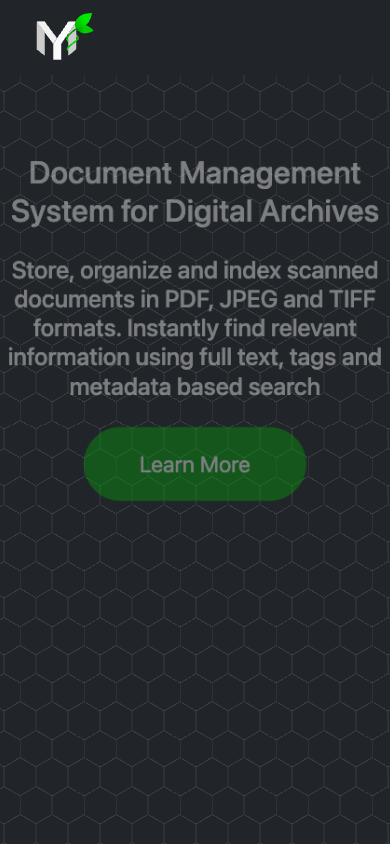 Document Management
System for Digital Archives
Store, organize and index scanned
documents in PDF, JPEG and TIFF
formats. Instantly find relevant
information using full text, tags and
metadata based search
Learn More